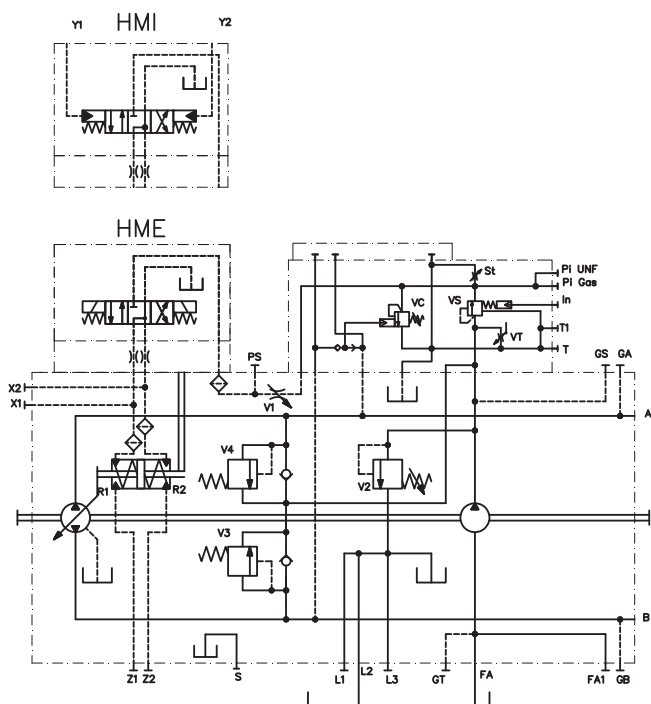 Y1 HMI Y2
HME
St
Pi UNF
Pi Gas
VC VS In
T1
VT
T
X2 PS GS GA
X1
V1
A
V4
R1 R2 V2
V3
B
Z1 Z2 S L1 L2 L3 GT FA FA1 GB